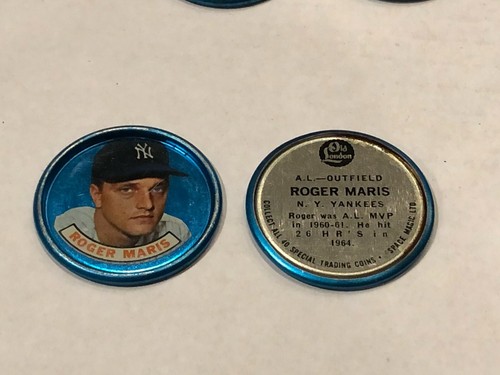 NY
ROGER MARIS
Old
London
A.L.—OUTFIELD
ROGER MARIS
N. Y. YANKEES
Roger was A.L. MVP
in 1960-61. He hit
26 HR'S in
1964.
COLLECT ALL 40 SPECIAL TRADING COINS • SPACE MAGIC LTD.